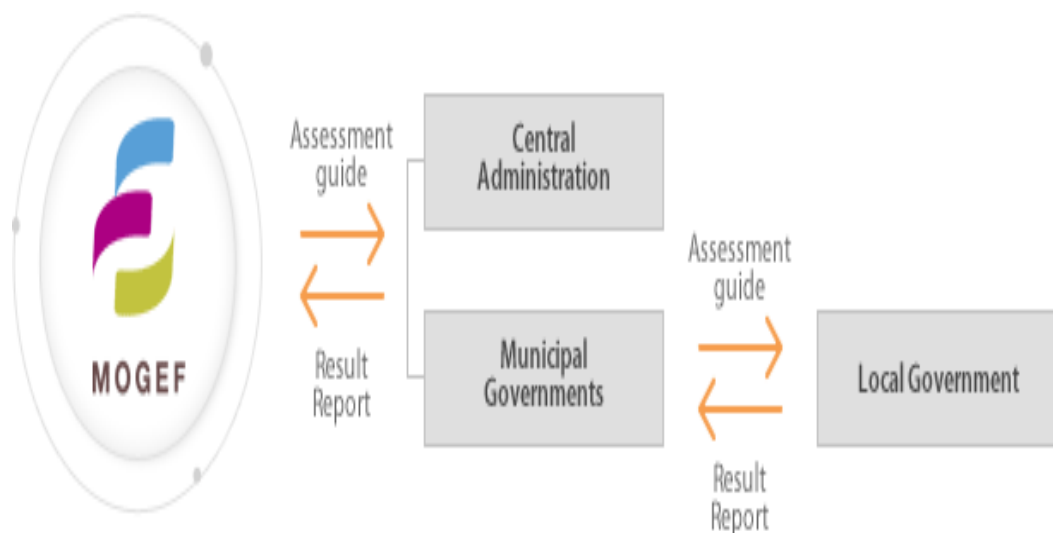 MOGEF
Assessment
guide
Result
Report
Central
Administration
Municipal
Governments
Assessment
guide
Result
Report
Local Government